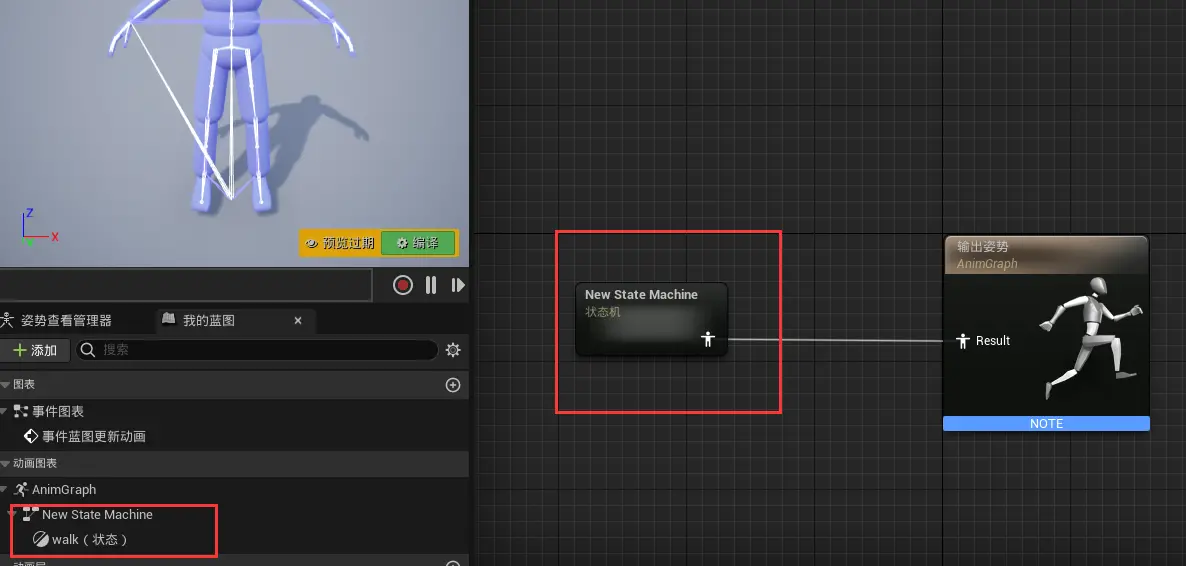 Z
X
预览过期
编译
姿势查看管理器
我的蓝图
添加
搜索
图表
事件图表
事件蓝图更新动画
动画图表
AnimGraph
New State Machine
walk（状态）
New State Machine
状态机
输出姿势
AnimGraph
Result
NOTE